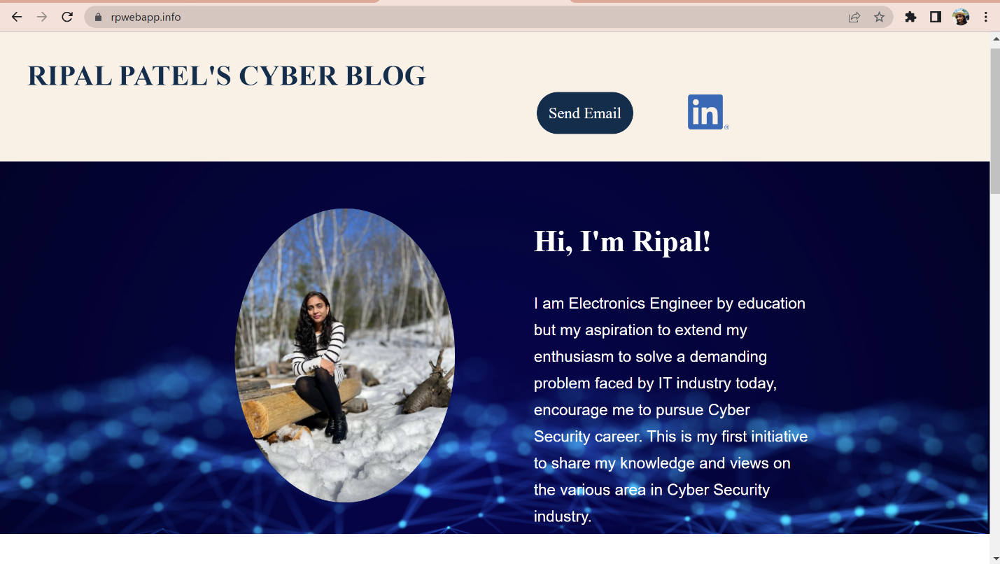 rpwebapp.info
RIPAL PATEL'S CYBER BLOG
Send Email
in®
Hi, I'm Ripal!
I am Electronics Engineer by education
but my aspiration to extend my
enthusiasm to solve a demanding
problem faced by IT industry today,
encourage me to pursue Cyber
Security career. This is my first initiative
to share my knowledge and views on
the various area in Cyber Security
industry.